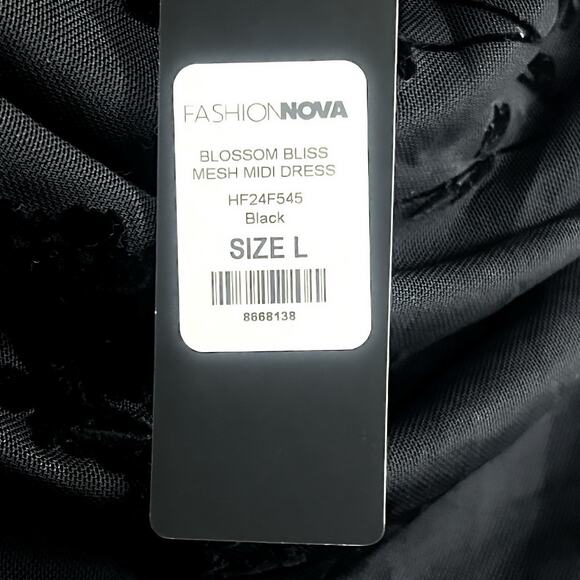 FASHIONNOVA
BLOSSOM BLISS
MESH MIDI DRESS
HF24F545
Black
SIZE L
8668138